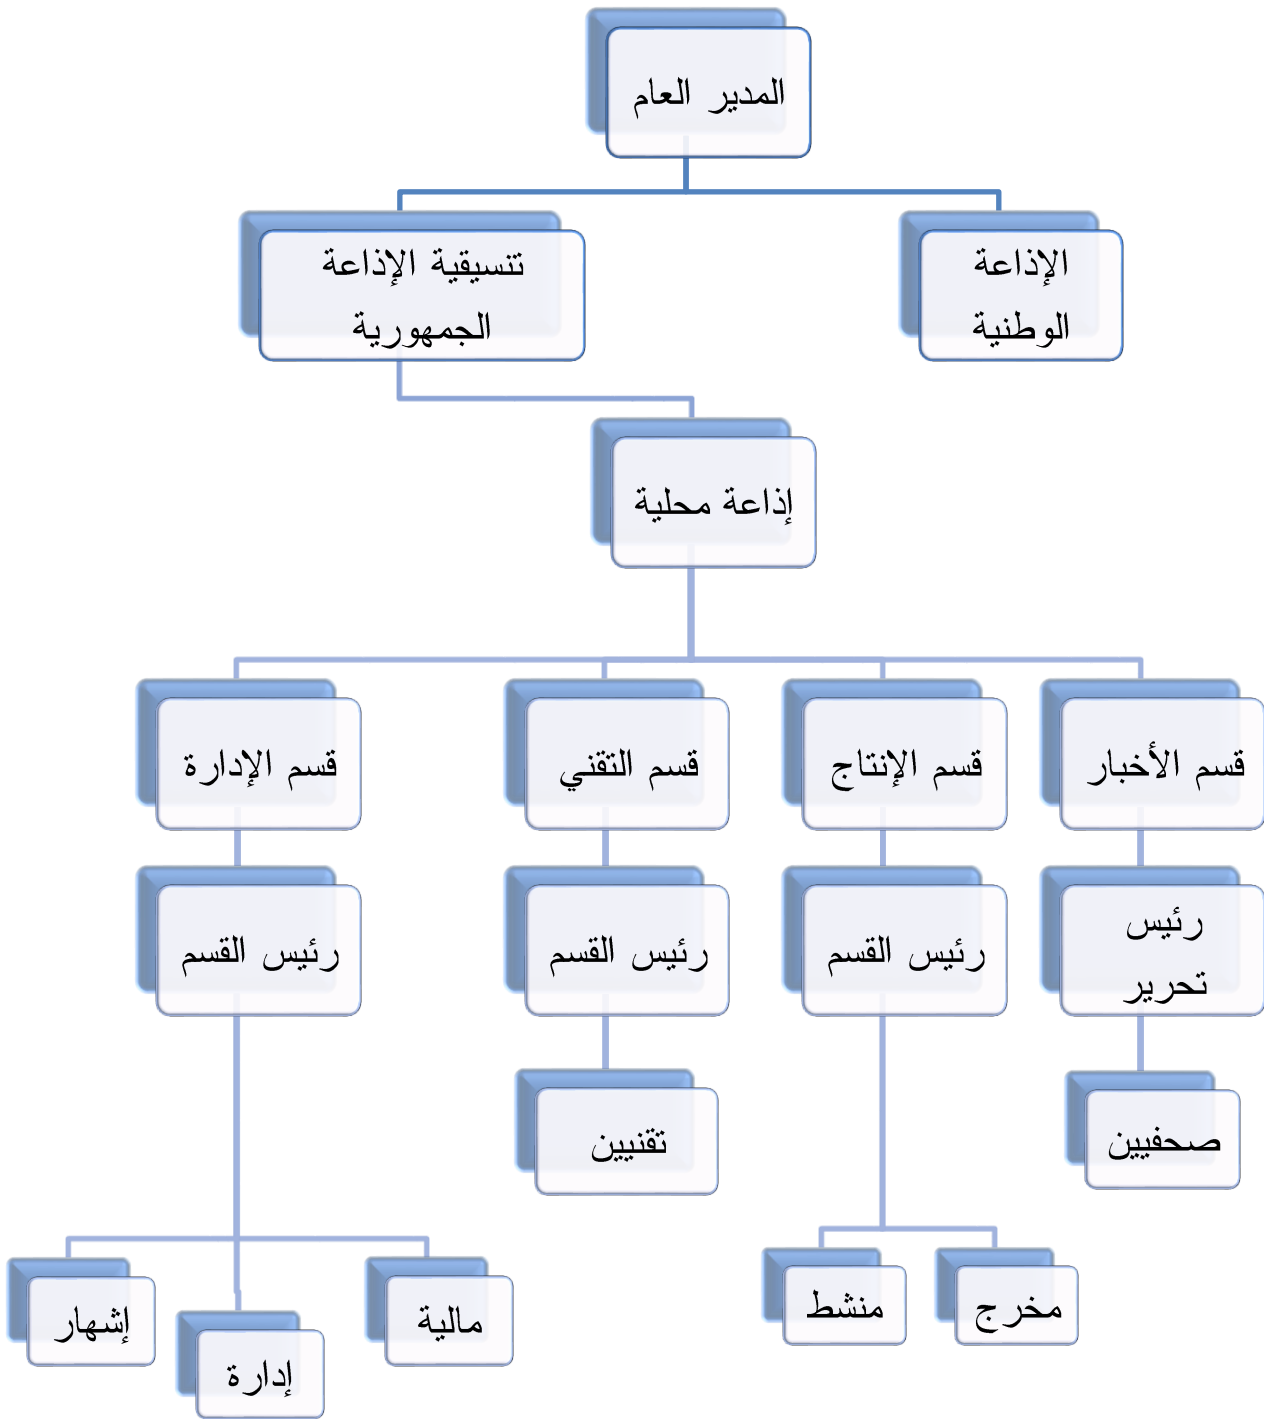 المدير العام
الإذاعة
الوطنية
تنسيقية الإذاعة
الجمهورية
إذاعة محلية
قسم الأخبار
قسم الإنتاج
قسم التقني
قسم الإدارة
رئيس
تحرير
رئيس القسم
رئيس القسم
رئيس القسم
صحفيين
تقنيين
مخرج
منشط
مالية
إدارة
إشهار